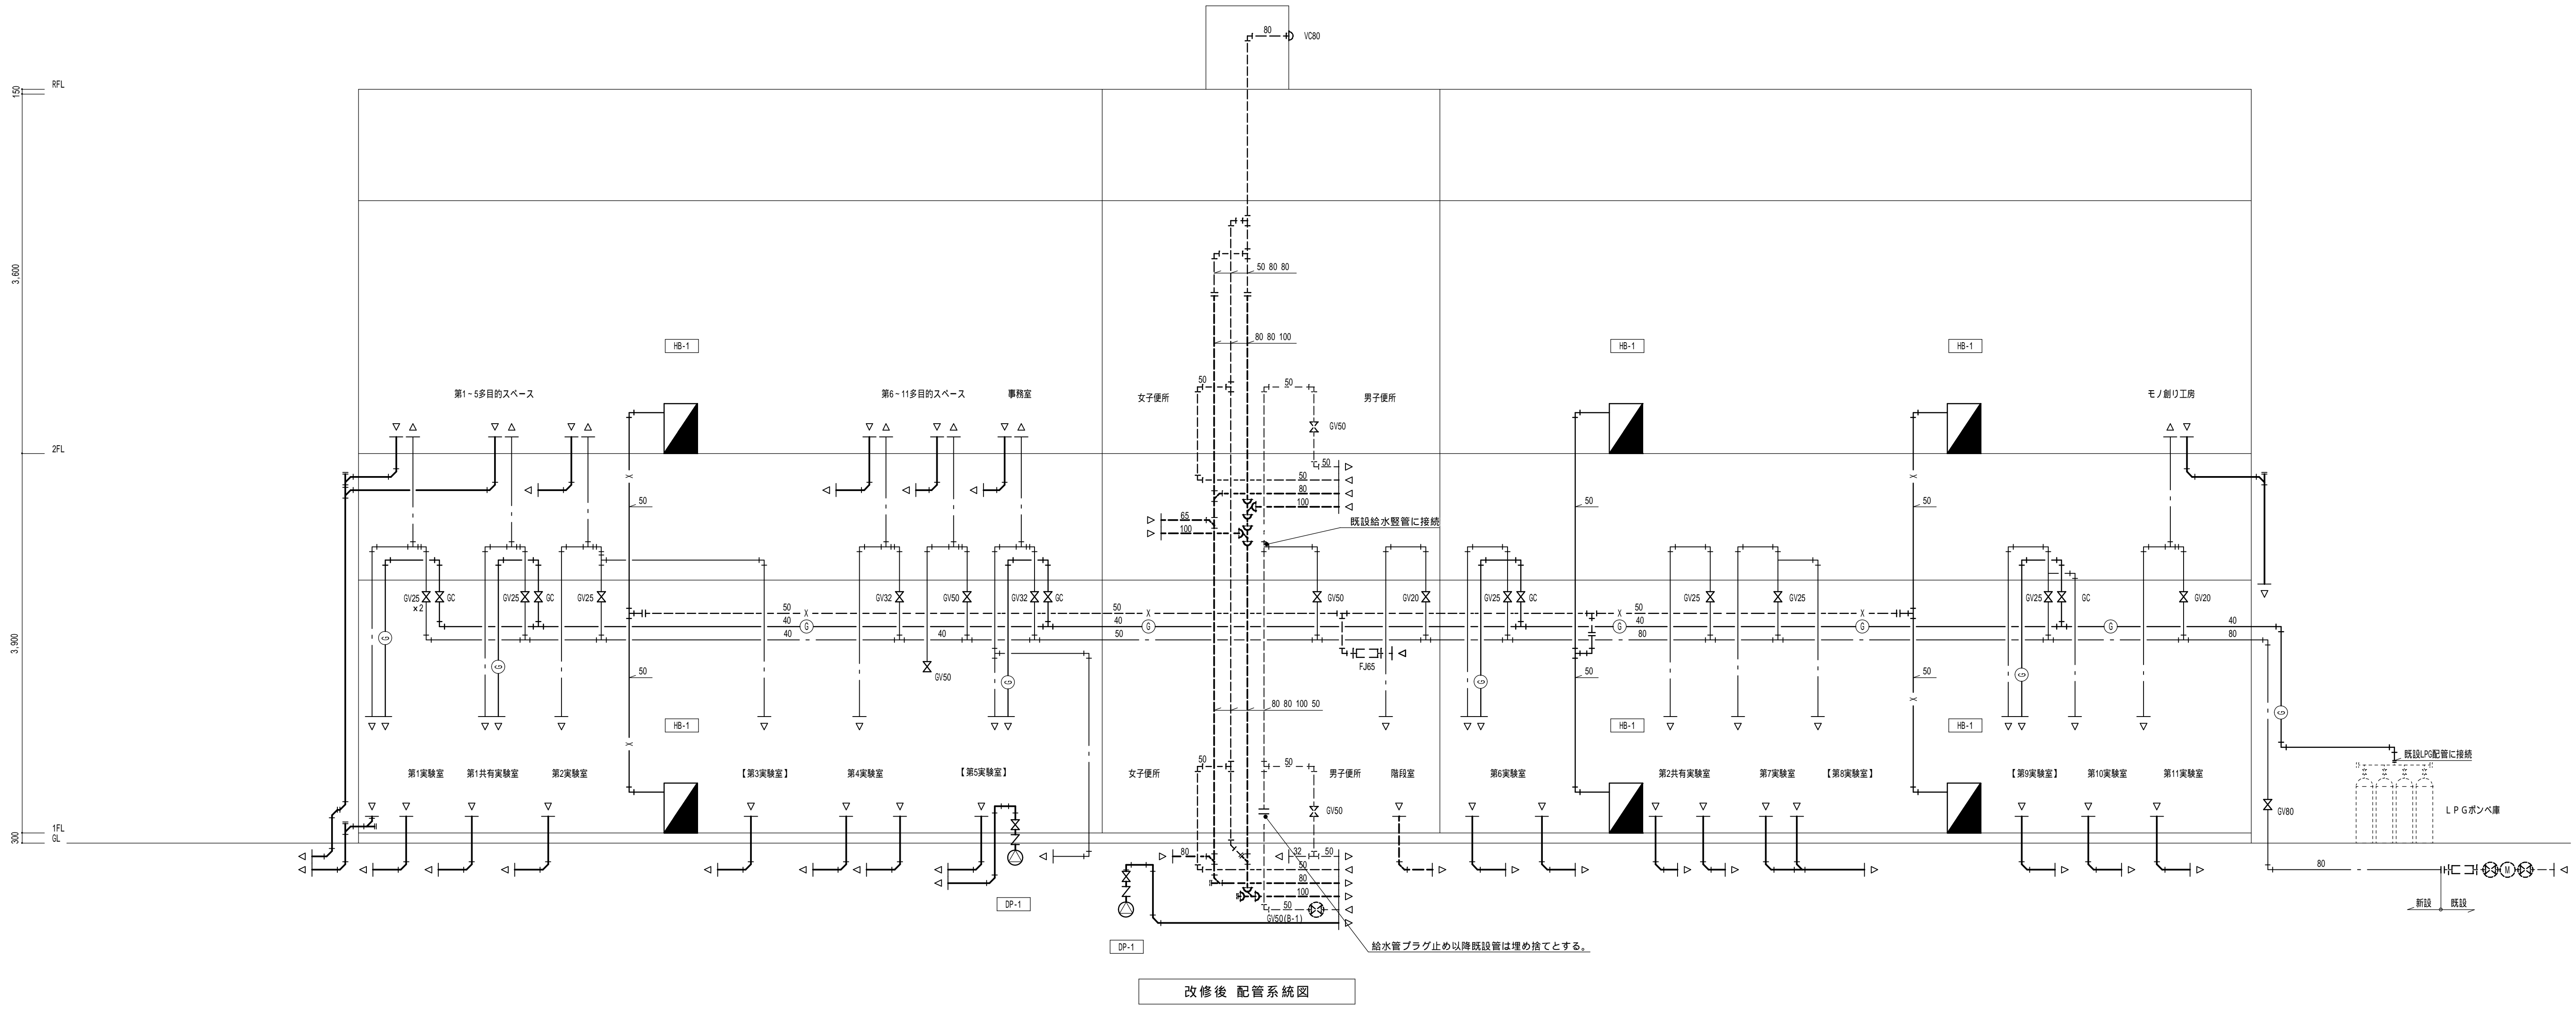 80
VC80
RFL
150
50 80 80
3,600
80 80 100
HB-1
HB-1
HB-1
第1~5多目的スペース
第6~11多目的スペース
事務室
女子便所
50
50
男子便所
モノ創り工房
GV50
2FL
50
50
80
100
50
50
50
65
100
既設給水竪管に接続
GV25
×2
GC
GV25
GC
GV25
GV32
GV50
GV32
GC
GV50
GV20
GV25
GC
GV25
GV25
GV25
GC
GV20
50
X
50
X
X
50
X
40
G
40
G
G
40
G
G
40
40
40
50
80
80
3,900
G
G
GV50
G
FJ65
G
G
50
50
50
80 80 100 50
G
HB-1
HB-1
HB-1
既設LPG配管に接続
第1実験室
第1共有実験室
第2実験室
【第3実験室】
第4実験室
【第5実験室】
女子便所
50
50
男子便所
階段室
第6実験室
第2共有実験室
第7実験室
【第8実験室】
【第9実験室】
第10実験室
第11実験室
GV50
GV80
LPGボンベ庫
300
1FL
GL
80
32
50
50
80
100
50
GV50(B-1)
80
M
DP-1
新設
既設
DP-1
給水管プラグ止め以降既設管は埋め捨てとする。
改修後 配管系統図